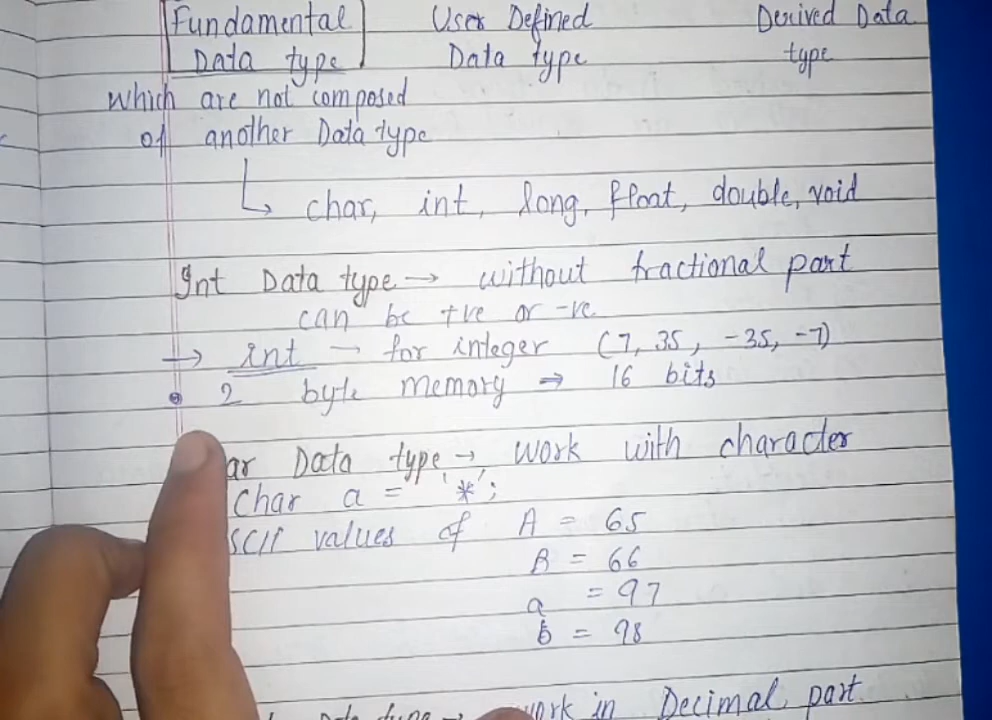 Fundamental User Defined Derived Data
Data type Data type type
which are not composed
of another Data type
↳ char, int, long, float, double, void
Int Data type → without fractional part
can be +ve or -ve
→ int → for integer (7, 35, -35, -7)
2 byte memory ⇒ 16 bits
ar Data type → work with character
char a = '*';
SCII values of A = 65
B = 66
a = 97
b = 98
work in Decimal part